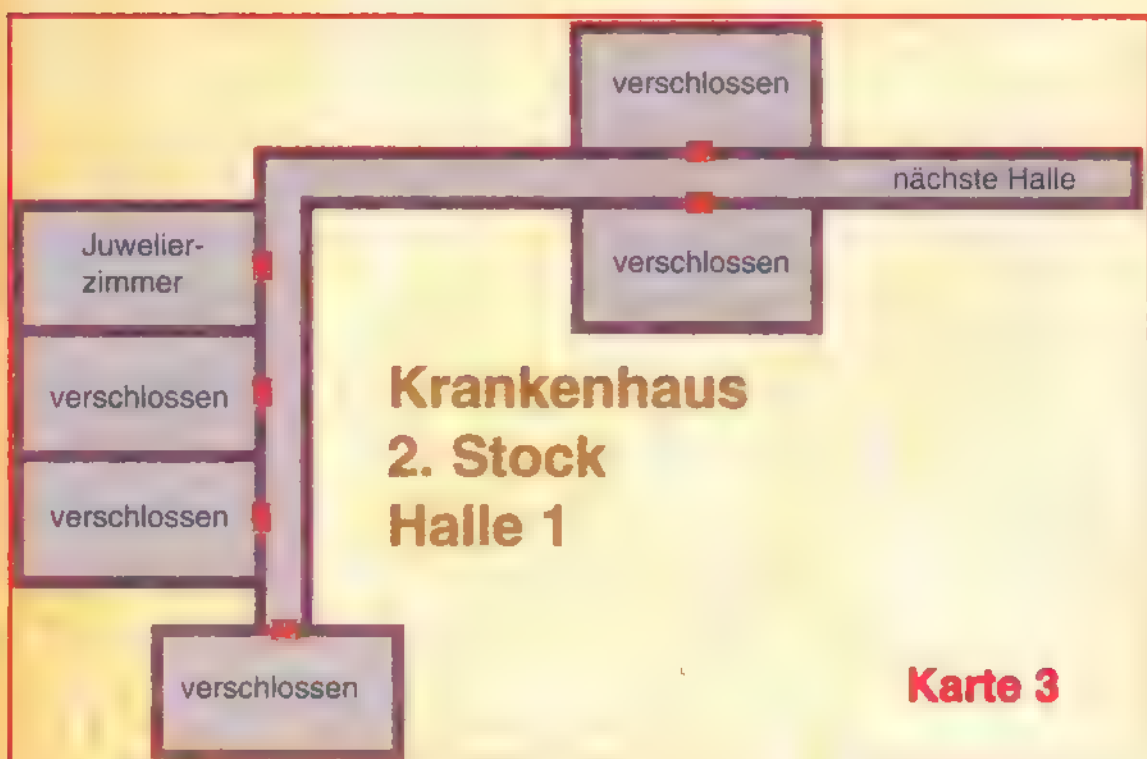 verschlossen
nächste Halle
verschlossen
Juwelier-
zimmer
verschlossen
verschlossen
verschlossen
Krankenhaus
2. Stock
Halle 1
Karte 3